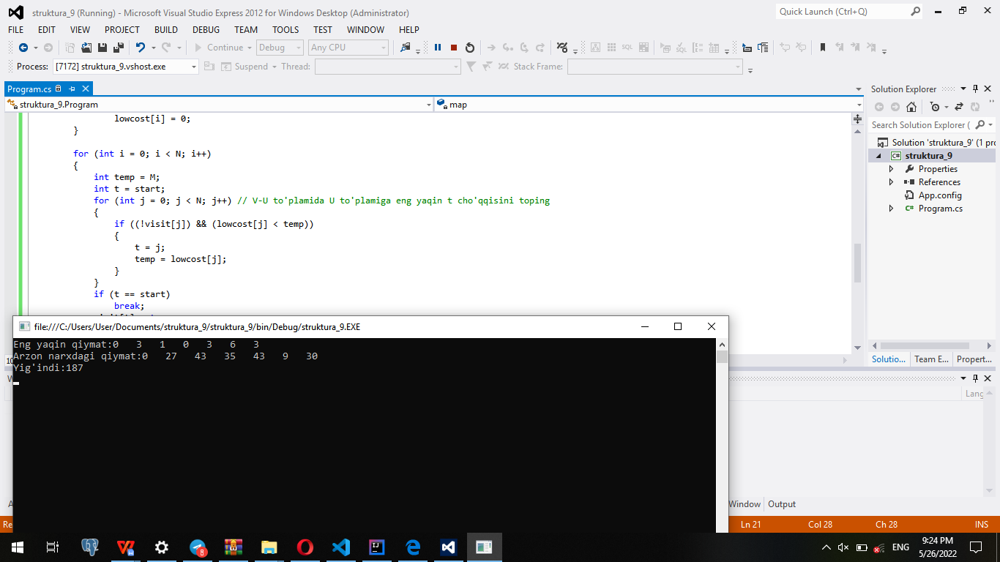 struktura_9 (Running) - Microsoft Visual Studio Express 2012 for Windows Desktop (Administrator)
Quick Launch (Ctrl+Q)
FILE EDIT VIEW PROJECT BUILD DEBUG TEAM TOOLS TEST WINDOW HELP
Continue Debug Any CPU
Process: [7172] struktura_9.vshost.exe Suspend Thread: Stack Frame:
Program.cs
struktura_9.Program map
lowcost[i] = 0;
}
for (int i = 0; i < N; i++)
{
int temp = M;
int t = start;
for (int j = 0; j < N; j++) // V-U to'plamida U to'plamiga eng yaqin t cho'qqisini toping
{
if ((!visit[j]) && (lowcost[j] < temp))
{
t = j;
temp = lowcost[j];
}
}
if (t == start)
break;
Solution Explorer
Search Solution Explorer (
Solution 'struktura_9' (1 pro
struktura_9
Properties
References
App.config
C# Program.cs
Solutio... Team E... Propert...
file:///C:/Users/User/Documents/struktura_9/struktura_9/bin/Debug/struktura_9.EXE
Eng yaqin qiymat:0 3 1 0 3 6 3
Arzon narxdagi qiymat:0 27 43 35 43 9 30
Yig'indi:187
Lang
Window Output
Re
Ln 21 Col 28 Ch 28 INS
8
ENG
9:24 PM
5/26/2022